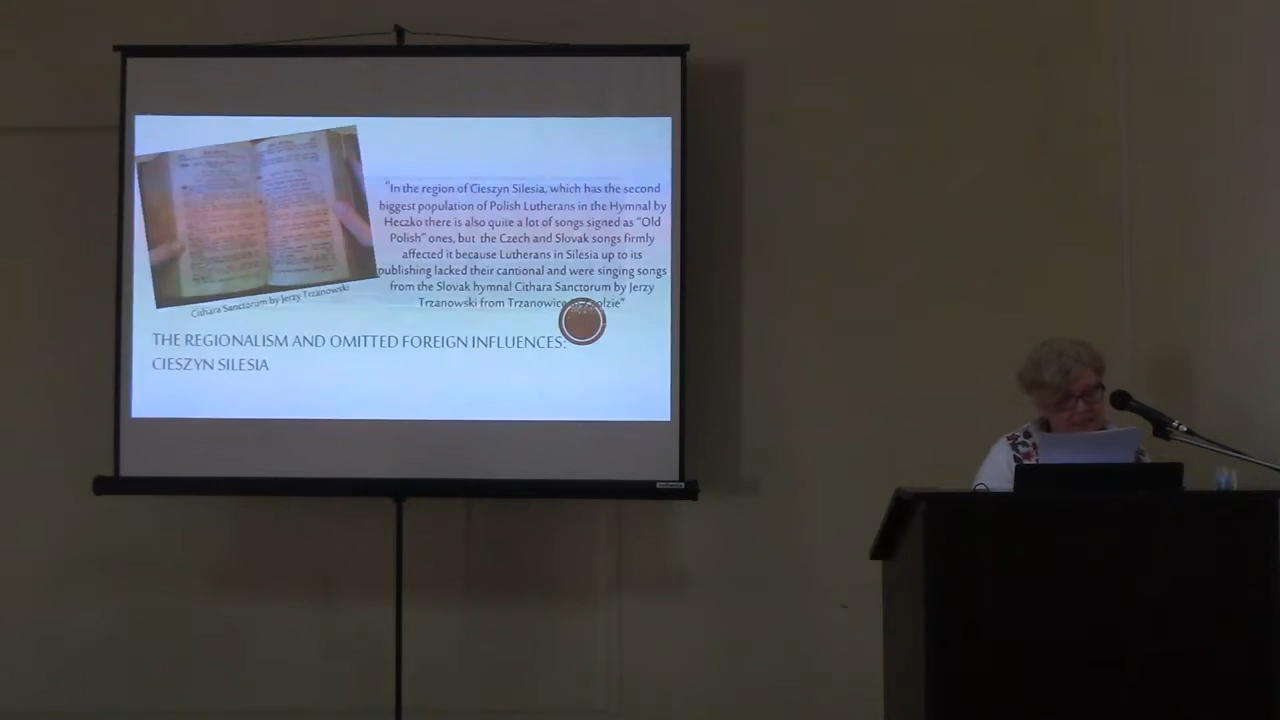 "In the region of Cieszyn Silesia, which has the second
biggest population of Polish Lutherans in the Hymnal by
Heczko there is also quite a lot of songs signed as "Old
Polish" ones, but the Czech and Slovak songs firmly
affected it because Lutherans in Silesia up to its
publishing lacked their cantional and were singing songs
from the Slovak hymnal Cithara Sanctorum by Jerzy
Trzanowski from Trzanowice
Cithara Sanctorum by Jerzy Trzanowski
THE REGIONALISM AND OMITTED FOREIGN INFLUENCES:
CIESZYN SILESIA